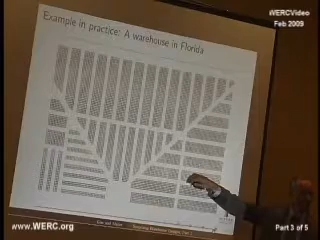 WERCVideo
Feb 2009
Example in practice: A warehouse in Florida
www.WERC.org
Part 3 of 5